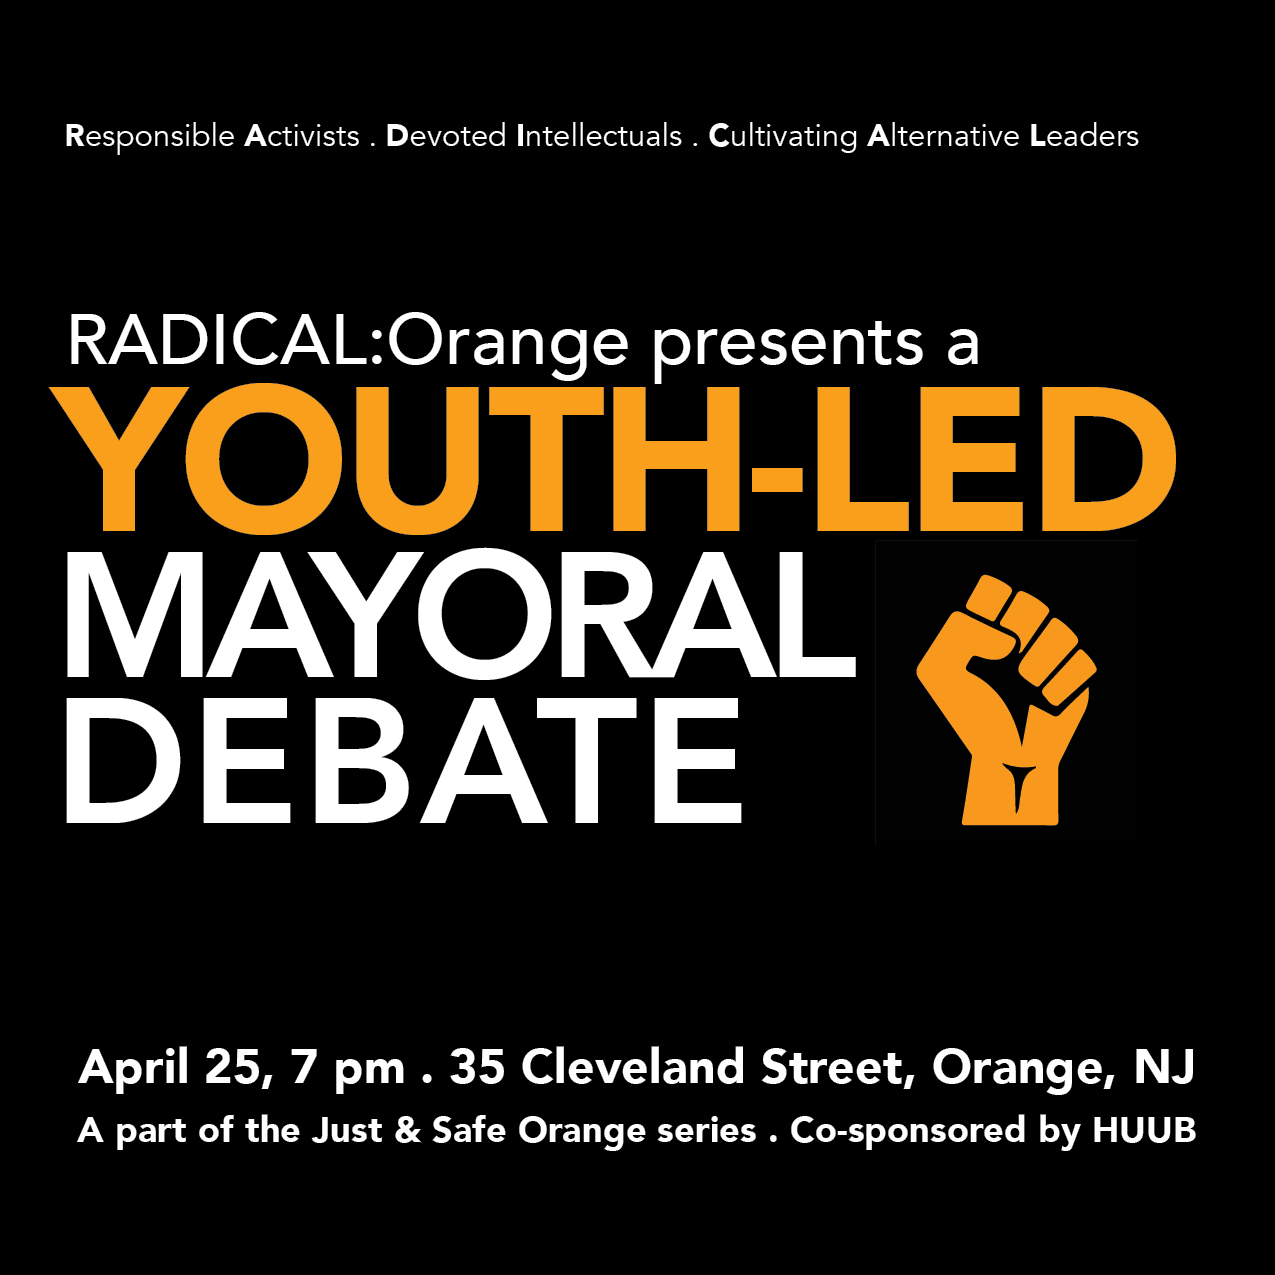 Responsible Activists . Devoted Intellectuals . Cultivating Alternative Leaders
RADICAL:Orange presents a
YOUTH-LED
MAYORAL
DEBATE
April 25, 7 pm . 35 Cleveland Street, Orange, NJ
A part of the Just & Safe Orange series . Co-sponsored by HUUB